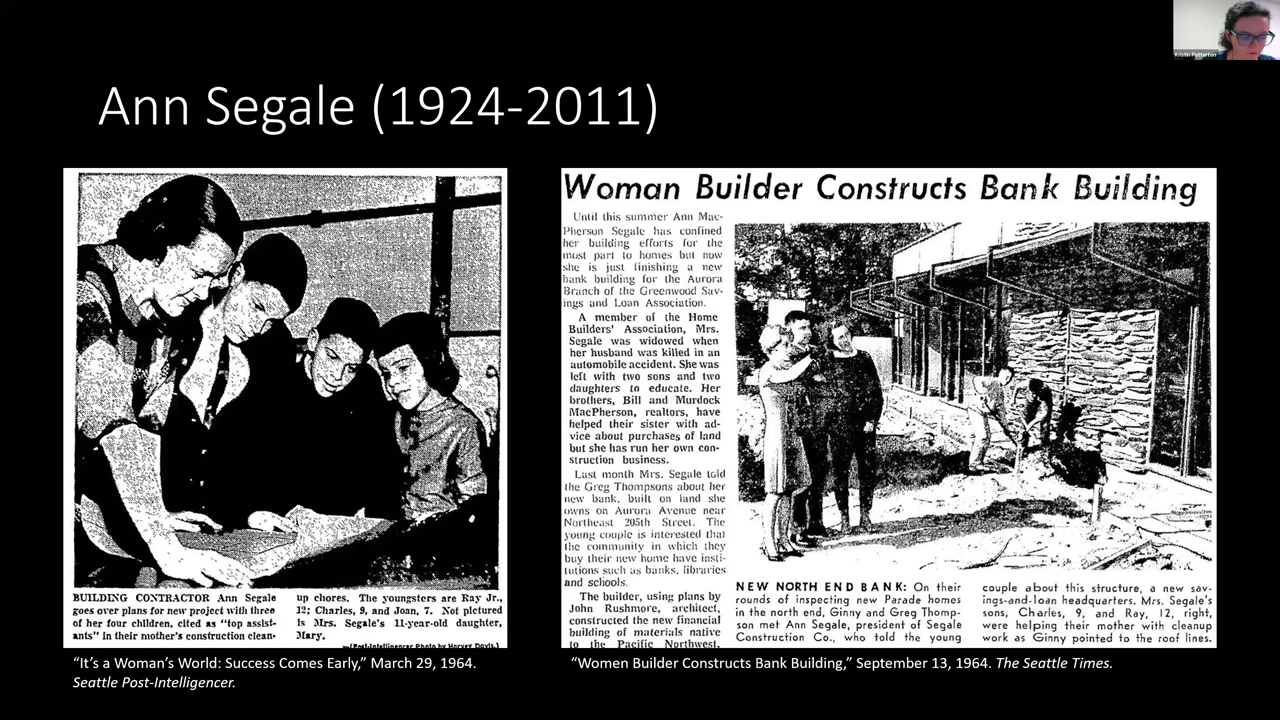 Kristin Potterton
Ann Segale (1924-2011)
BUILDING CONTRACTOR Ann Segale
goes over plans for new project with three
of her four children, cited as "top assist-
ants" in their mother's construction clean-
up chores. The youngsters are Ray Jr.,
12; Charles, 9, and Joan, 7. Not pictured
is Mrs. Segale's 11-year-old daughter,
Mary.
—(Post-Intelligencer Photo by Harvey Davis.)
"It's a Woman's World: Success Comes Early," March 29, 1964.
Seattle Post-Intelligencer.
Woman Builder Constructs Bank Building
Until this summer Ann Mac-
Pherson Segale has confined
her building efforts for the
most part to homes but now
she is just finishing a new
bank building for the Aurora
Branch of the Greenwood Sav-
ings and Loan Association.
A member of the Home
Builders' Association, Mrs.
Segale was widowed when
her husband was killed in an
automobile accident. She was
left with two sons and two
daughters to educate. Her
brothers, Bill and Murdock
MacPherson, realtors, have
helped their sister with ad-
vice about purchases of land
but she has run her own con-
struction business.
Last month Mrs. Segale told
the Greg Thompsons about her
new bank, built on land she
owns on Aurora Avenue near
Northeast 205th Street. The
young couple is interested that
the community in which they
buy their new home have insti-
tutions such as banks, libraries
and schools.
The builder, using plans by
John Rushmore, architect,
constructed the new financial
building of materials native
to the Pacific Northwest,
NEW NORTH END BANK: On their
rounds of inspecting new Parade homes
in the north end, Ginny and Greg Thomp-
son met Ann Segale, president of Segale
Construction Co., who told the young
couple about this structure, a new sav-
ings-and-loan headquarters. Mrs. Segale's
sons, Charles, 9, and Ray, 12, right,
were helping their mother with cleanup
work as Ginny pointed to the roof lines.
"Women Builder Constructs Bank Building," September 13, 1964. The Seattle Times.